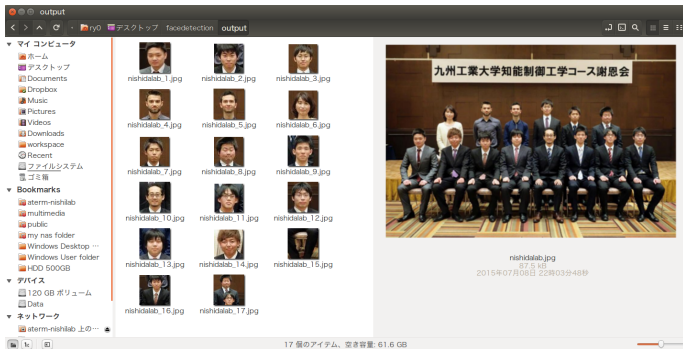 output
ry0 デスクトップ facedetection output
マイ コンピュータ
ホーム
デスクトップ
Documents
Dropbox
Music
Pictures
Videos
Downloads
workspace
Recent
ファイルシステム
ゴミ箱
Bookmarks
aterm-nishilab
multimedia
public
my nas folder
Windows Desktop …
Windows User folder
HDD 500GB
デバイス
120 GB ボリューム
Data
ネットワーク
aterm-nishilab 上の…
nishidalab_1.jpg nishidalab_2.jpg nishidalab_3.jpg
nishidalab_4.jpg nishidalab_5.jpg nishidalab_6.jpg
nishidalab_7.jpg nishidalab_8.jpg nishidalab_9.jpg
nishidalab_10.jpg nishidalab_11.jpg nishidalab_12.jpg
nishidalab_13.jpg nishidalab_14.jpg nishidalab_15.jpg
nishidalab_16.jpg nishidalab_17.jpg
九州工業大学知能制御工学コース謝恩会
nishidalab.jpg
87.5 kB
2015年07月08日 22時03分48秒
17 個のアイテム、空き容量: 61.6 GB